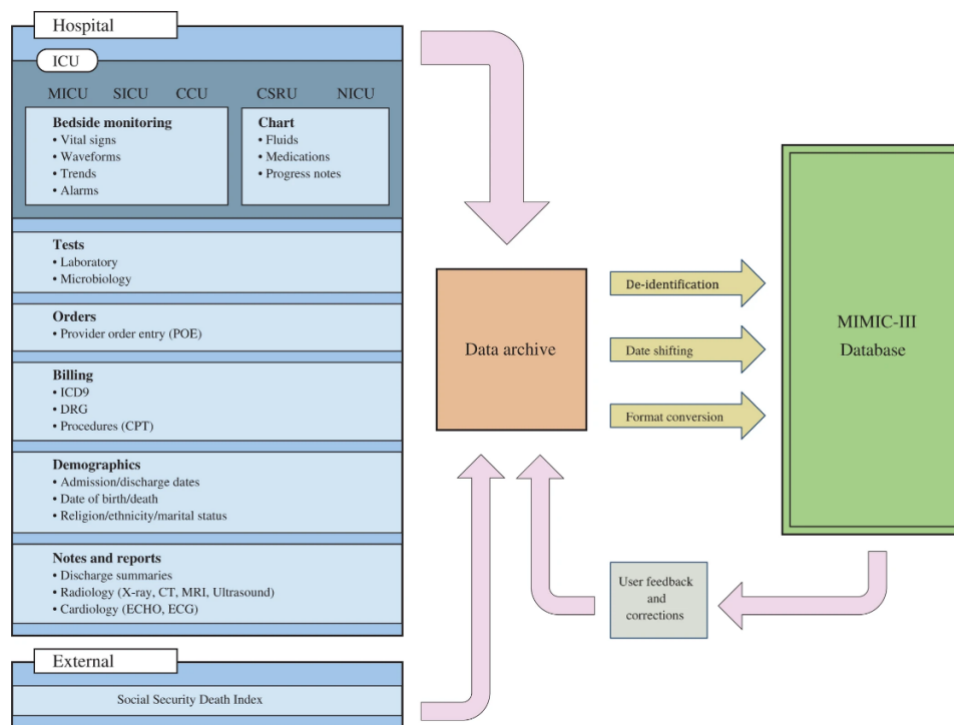 Hospital
ICU
MICU SICU CCU CSRU NICU
Bedside monitoring
• Vital signs
• Waveforms
• Trends
• Alarms
Chart
• Fluids
• Medications
• Progress notes
Tests
• Laboratory
• Microbiology
Orders
• Provider order entry (POE)
Billing
• ICD9
• DRG
• Procedures (CPT)
Demographics
• Admission/discharge dates
• Date of birth/death
• Religion/ethnicity/marital status
Notes and reports
• Discharge summaries
• Radiology (X-ray, CT, MRI, Ultrasound)
• Cardiology (ECHO, ECG)
External
Social Security Death Index
Data archive
De-identification
Date shifting
Format conversion
MIMIC-III
Database
User feedback
and
corrections